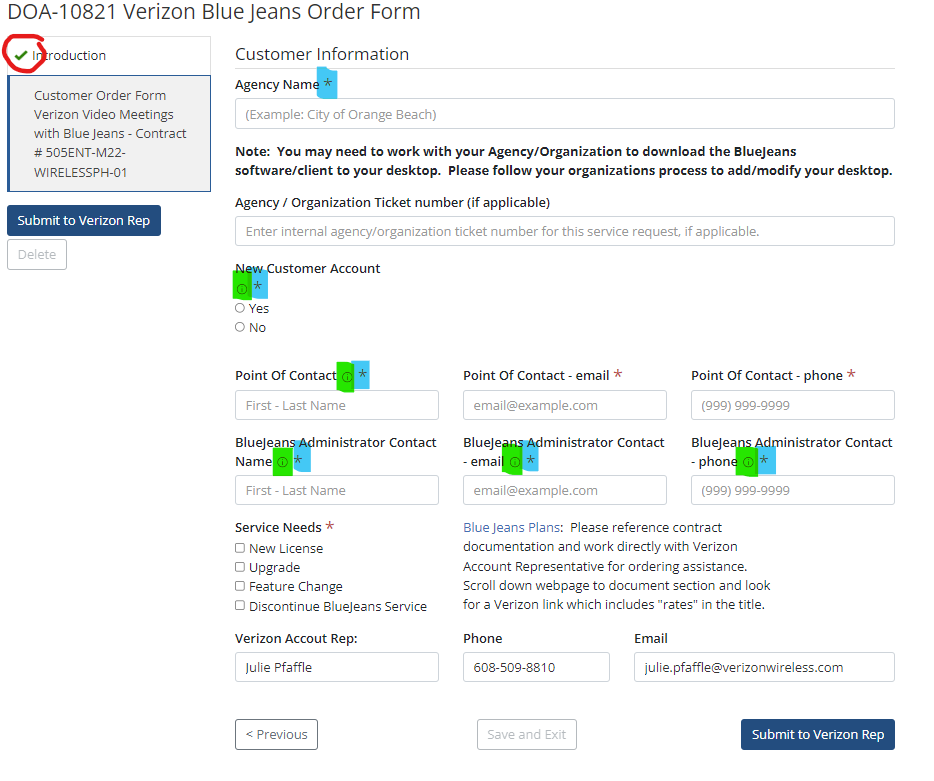 DOA-10821 Verizon Blue Jeans Order Form
Introduction
Customer Order Form
Verizon Video Meetings
with Blue Jeans - Contract
# 505ENT-M22-
WIRELESSPH-01
Submit to Verizon Rep
Delete
Customer Information
Agency Name *
(Example: City of Orange Beach)
Note: You may need to work with your Agency/Organization to download the BlueJeans
software/client to your desktop. Please follow your organizations process to add/modify your desktop.
Agency / Organization Ticket number (if applicable)
Enter internal agency/organization ticket number for this service request, if applicable.
New Customer Account
*
Yes
No
Point Of Contact *
First - Last Name
Point Of Contact - email *
email@example.com
Point Of Contact - phone *
(999) 999-9999
BlueJeans Administrator Contact
Name *
First - Last Name
BlueJeans Administrator Contact
- email *
email@example.com
BlueJeans Administrator Contact
- phone *
(999) 999-9999
Service Needs *
New License
Upgrade
Feature Change
Discontinue BlueJeans Service
Blue Jeans Plans: Please reference contract
documentation and work directly with Verizon
Account Representative for ordering assistance.
Scroll down webpage to document section and look
for a Verizon link which includes "rates" in the title.
Verizon Accout Rep:
Julie Pfaffle
Phone
608-509-8810
Email
julie.pfaffle@verizonwireless.com
< Previous
Save and Exit
Submit to Verizon Rep